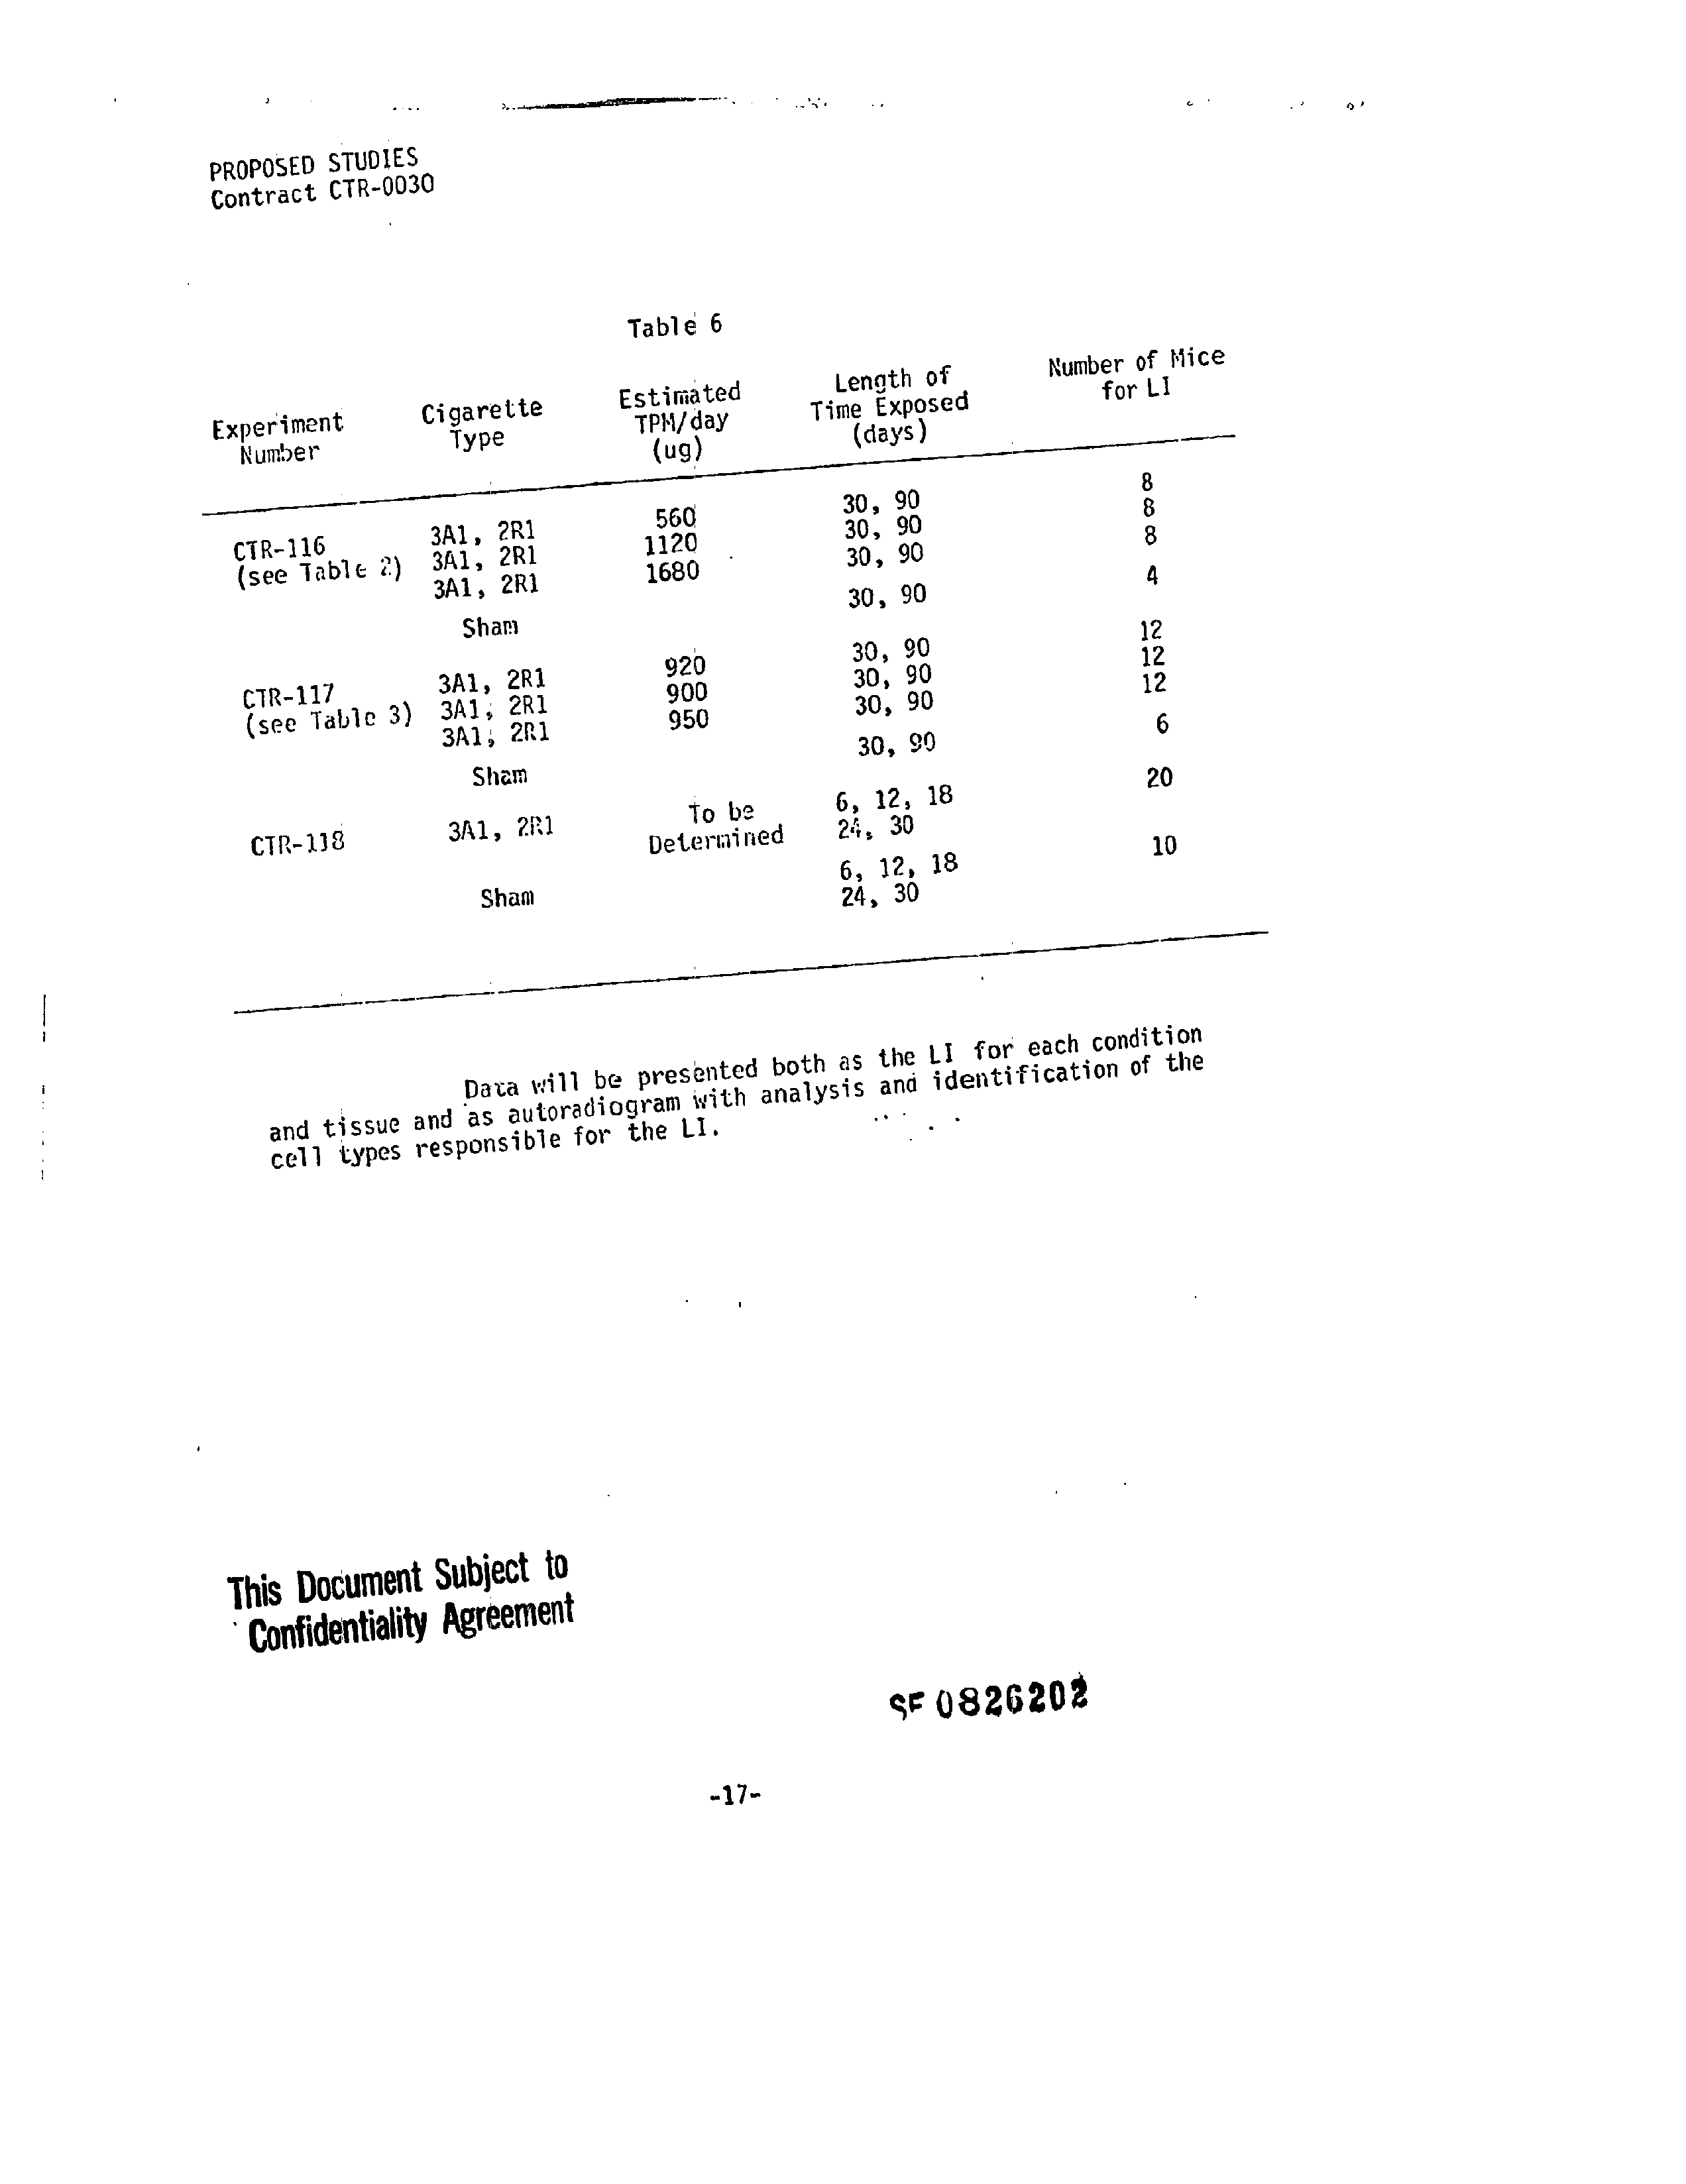 PROPOSED STUDIES
Contract CTR-0030
Table 6
Experiment Number | Cigarette Type | Estimated TPM/day (ug) | Length of Time Exposed (days) | Number of Mice for LI
CTR-116 3A1, 2R1 560 30, 90 8
(see Table 2) 3A1, 2R1 1120 30, 90 8
3A1, 2R1 1680 30, 90 8
Sham 30, 90 4
CTR-117 3A1, 2R1 920 30, 90 12
(see Table 3) 3A1, 2R1 900 30, 90 12
3A1, 2R1 950 30, 90 12
Sham 30, 90 6
CTR-118 3A1, 2R1 To be Determined 6, 12, 18 24, 30 20
Sham 6, 12, 18 24, 30 10
Data will be presented both as the LI for each condition
and tissue and as autoradiogram with analysis and identification of the
cell types responsible for the LI.
This Document Subject to
Confidentiality Agreement
SF 0826202
-17-